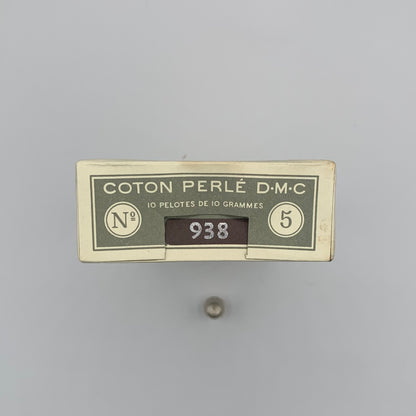 COTON PERLÉ D·M·C
10 PELOTES DE 10 GRAMMES
Nº 938 5